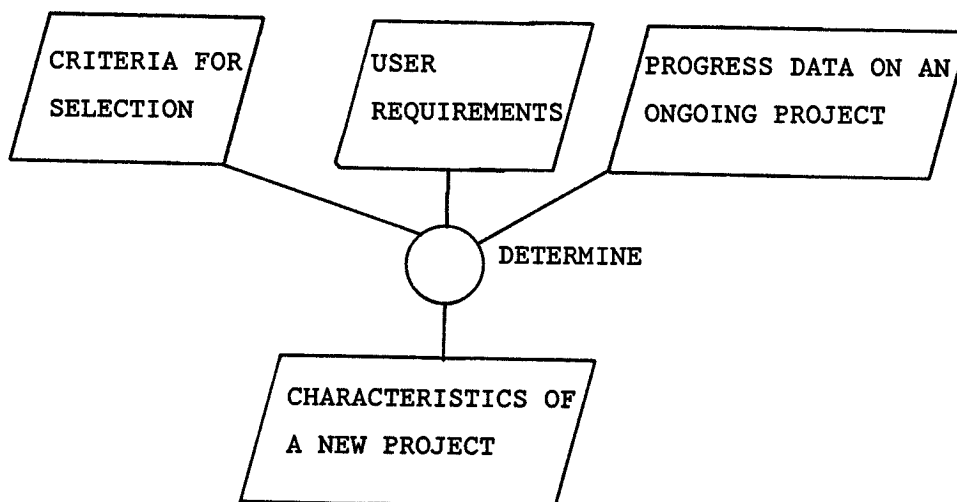 CRITERIA FOR
SELECTION
USER
REQUIREMENTS
PROGRESS DATA ON AN
ONGOING PROJECT
DETERMINE
CHARACTERISTICS OF
A NEW PROJECT